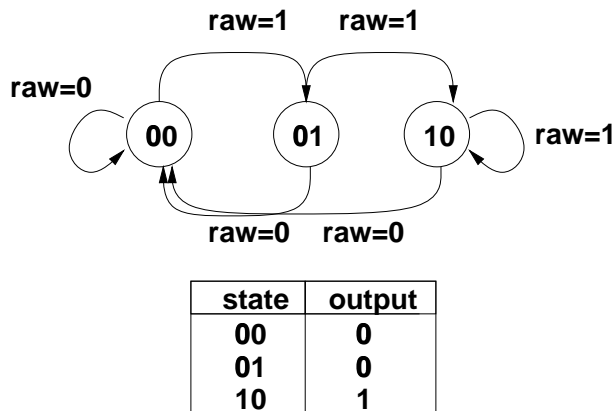 raw=1 raw=1
raw=0
00 01 10
raw=1
raw=0 raw=0
state output
00 0
01 0
10 1